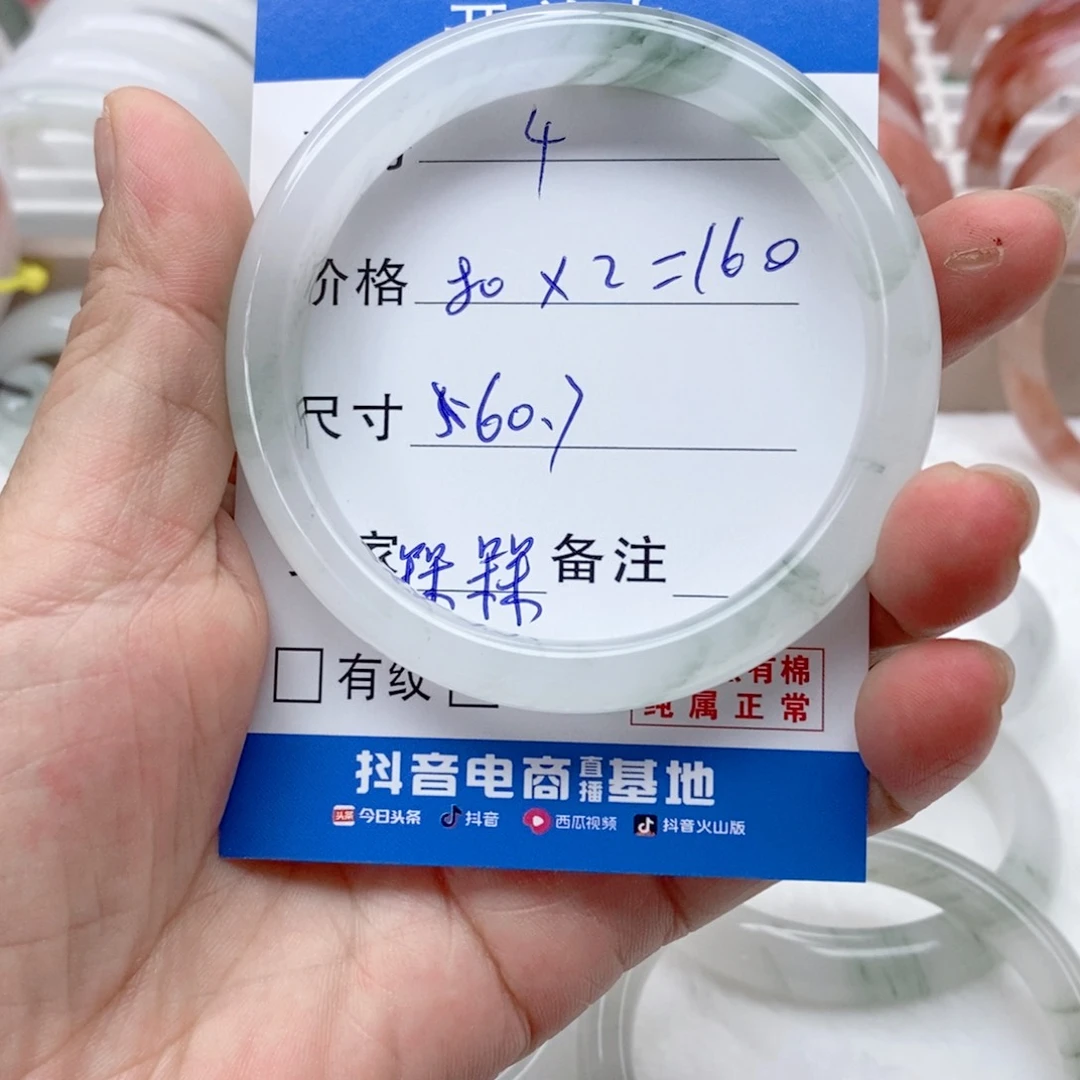 4
价格 80 x 2 = 160
尺寸 60.7
备注
有纹
有棉
纯属正常
抖音电商直播基地
今日头条 抖音 西瓜视频 抖音火山版